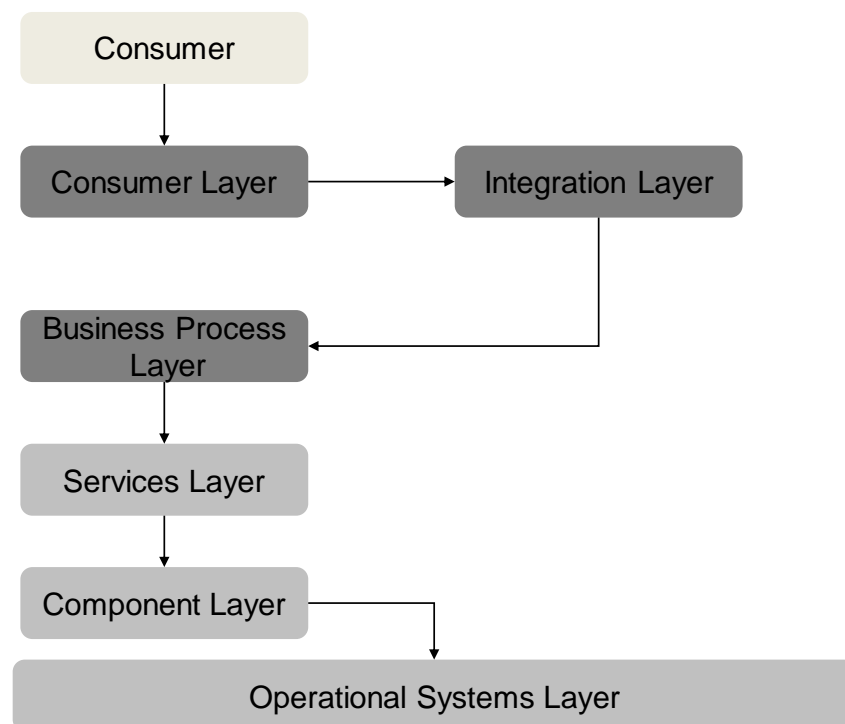 Consumer
Consumer Layer
Integration Layer
Business Process
Layer
Services Layer
Component Layer
Operational Systems Layer